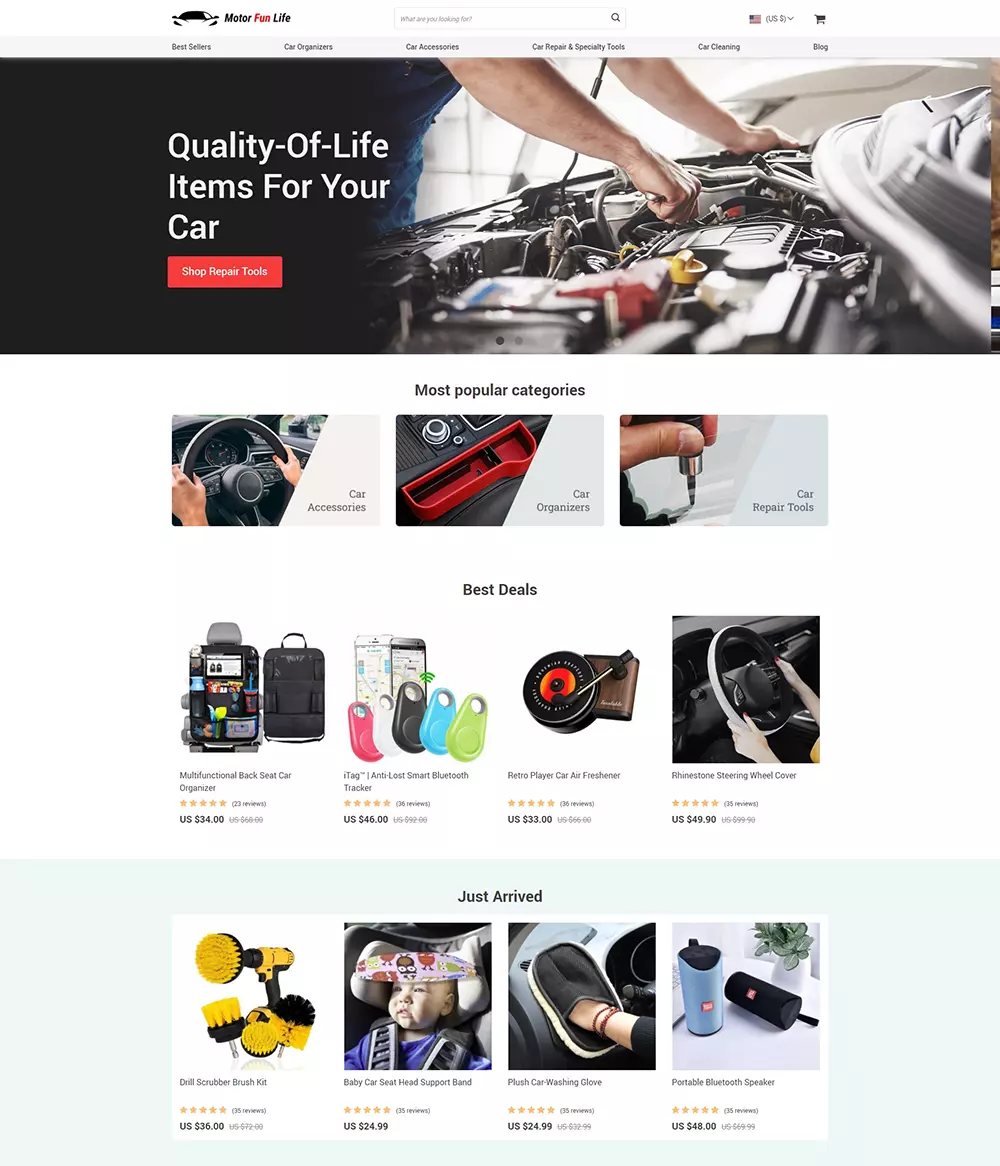 Motor Fun Life
What are you looking for?
(US $)
Best Sellers
Car Organizers
Car Accessories
Car Repair & Specialty Tools
Car Cleaning
Blog
Quality-Of-Life
Items For Your
Car
Shop Repair Tools
Most popular categories
Car
Accessories
Car
Organizers
Car
Repair Tools
Best Deals
Multifunctional Back Seat Car
Organizer
(23 reviews)
US $34.00 US $68.00
iTag™ | Anti-Lost Smart Bluetooth
Tracker
(36 reviews)
US $46.00 US $92.00
Retro Player Car Air Freshener
(36 reviews)
US $33.00 US $66.00
Rhinestone Steering Wheel Cover
(35 reviews)
US $49.90 US $99.90
Just Arrived
Drill Scrubber Brush Kit
(35 reviews)
US $36.00 US $72.00
Baby Car Seat Head Support Band
(35 reviews)
US $24.99
Plush Car-Washing Glove
(35 reviews)
US $24.99 US $32.99
Portable Bluetooth Speaker
(35 reviews)
US $48.00 US $69.99